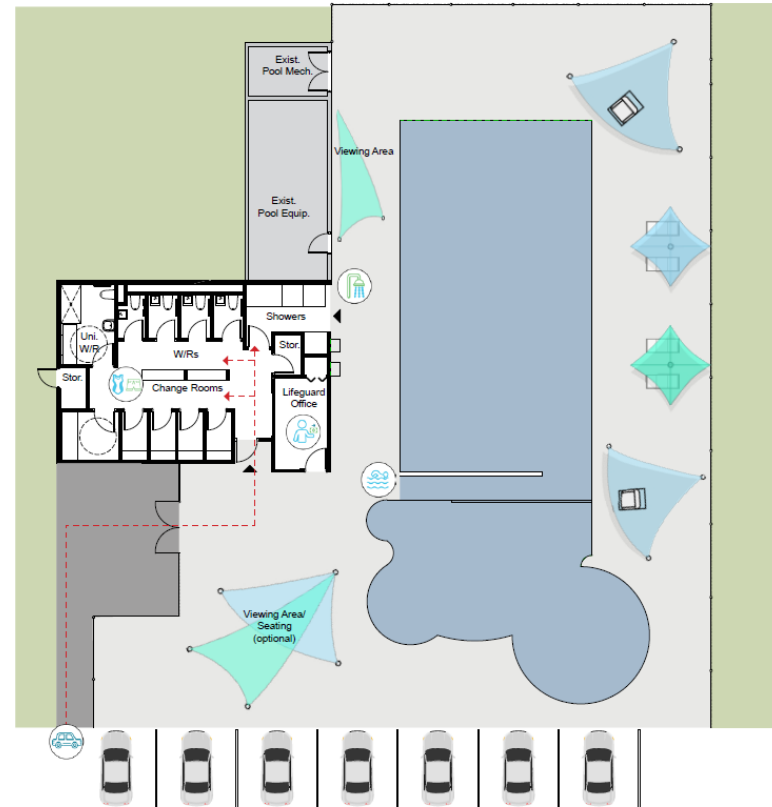 Exist.
Pool Mech.
Viewing Area
Exist.
Pool Equip.
Showers
Uni.
W/R
W/Rs
Stor.
Stor.
Change Rooms
Lifeguard
Office
Viewing Area/
Seating
(optional)